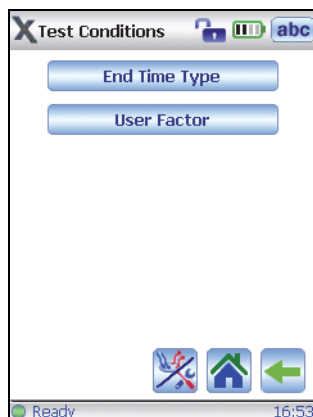 X Test Conditions abc
End Time Type
User Factor
Ready 16:53